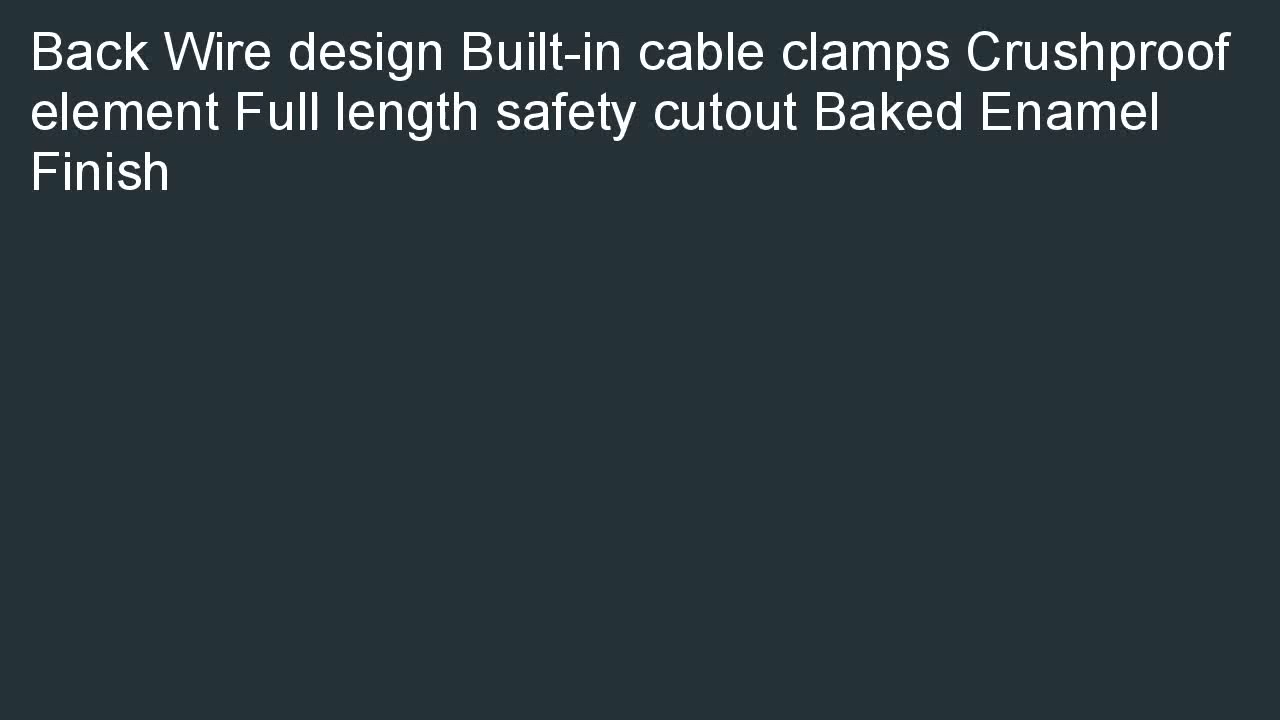 Back Wire design Built-in cable clamps Crushproof
element Full length safety cutout Baked Enamel
Finish